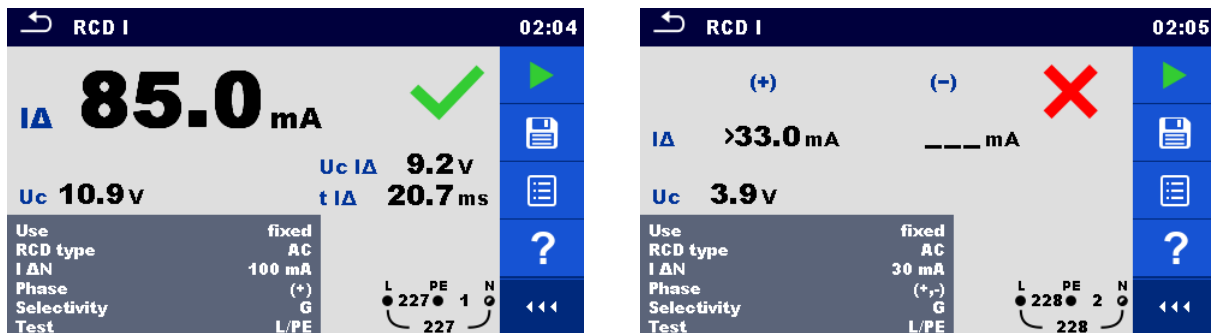 RCD I 02:04
IΔ 85.0 mA
Uc IΔ 9.2 V
Uc 10.9 V t IΔ 20.7 ms
Use fixed
RCD type AC
I ΔN 100 mA
Phase (+)
Selectivity G
Test L/PE
L PE N
227 1
227
?
RCD I 02:05
(+) (-)
IΔ >33.0 mA ___ mA
Uc 3.9 V
Use fixed
RCD type AC
I ΔN 30 mA
Phase (+,-)
Selectivity G
Test L/PE
L PE N
228 2
228
?